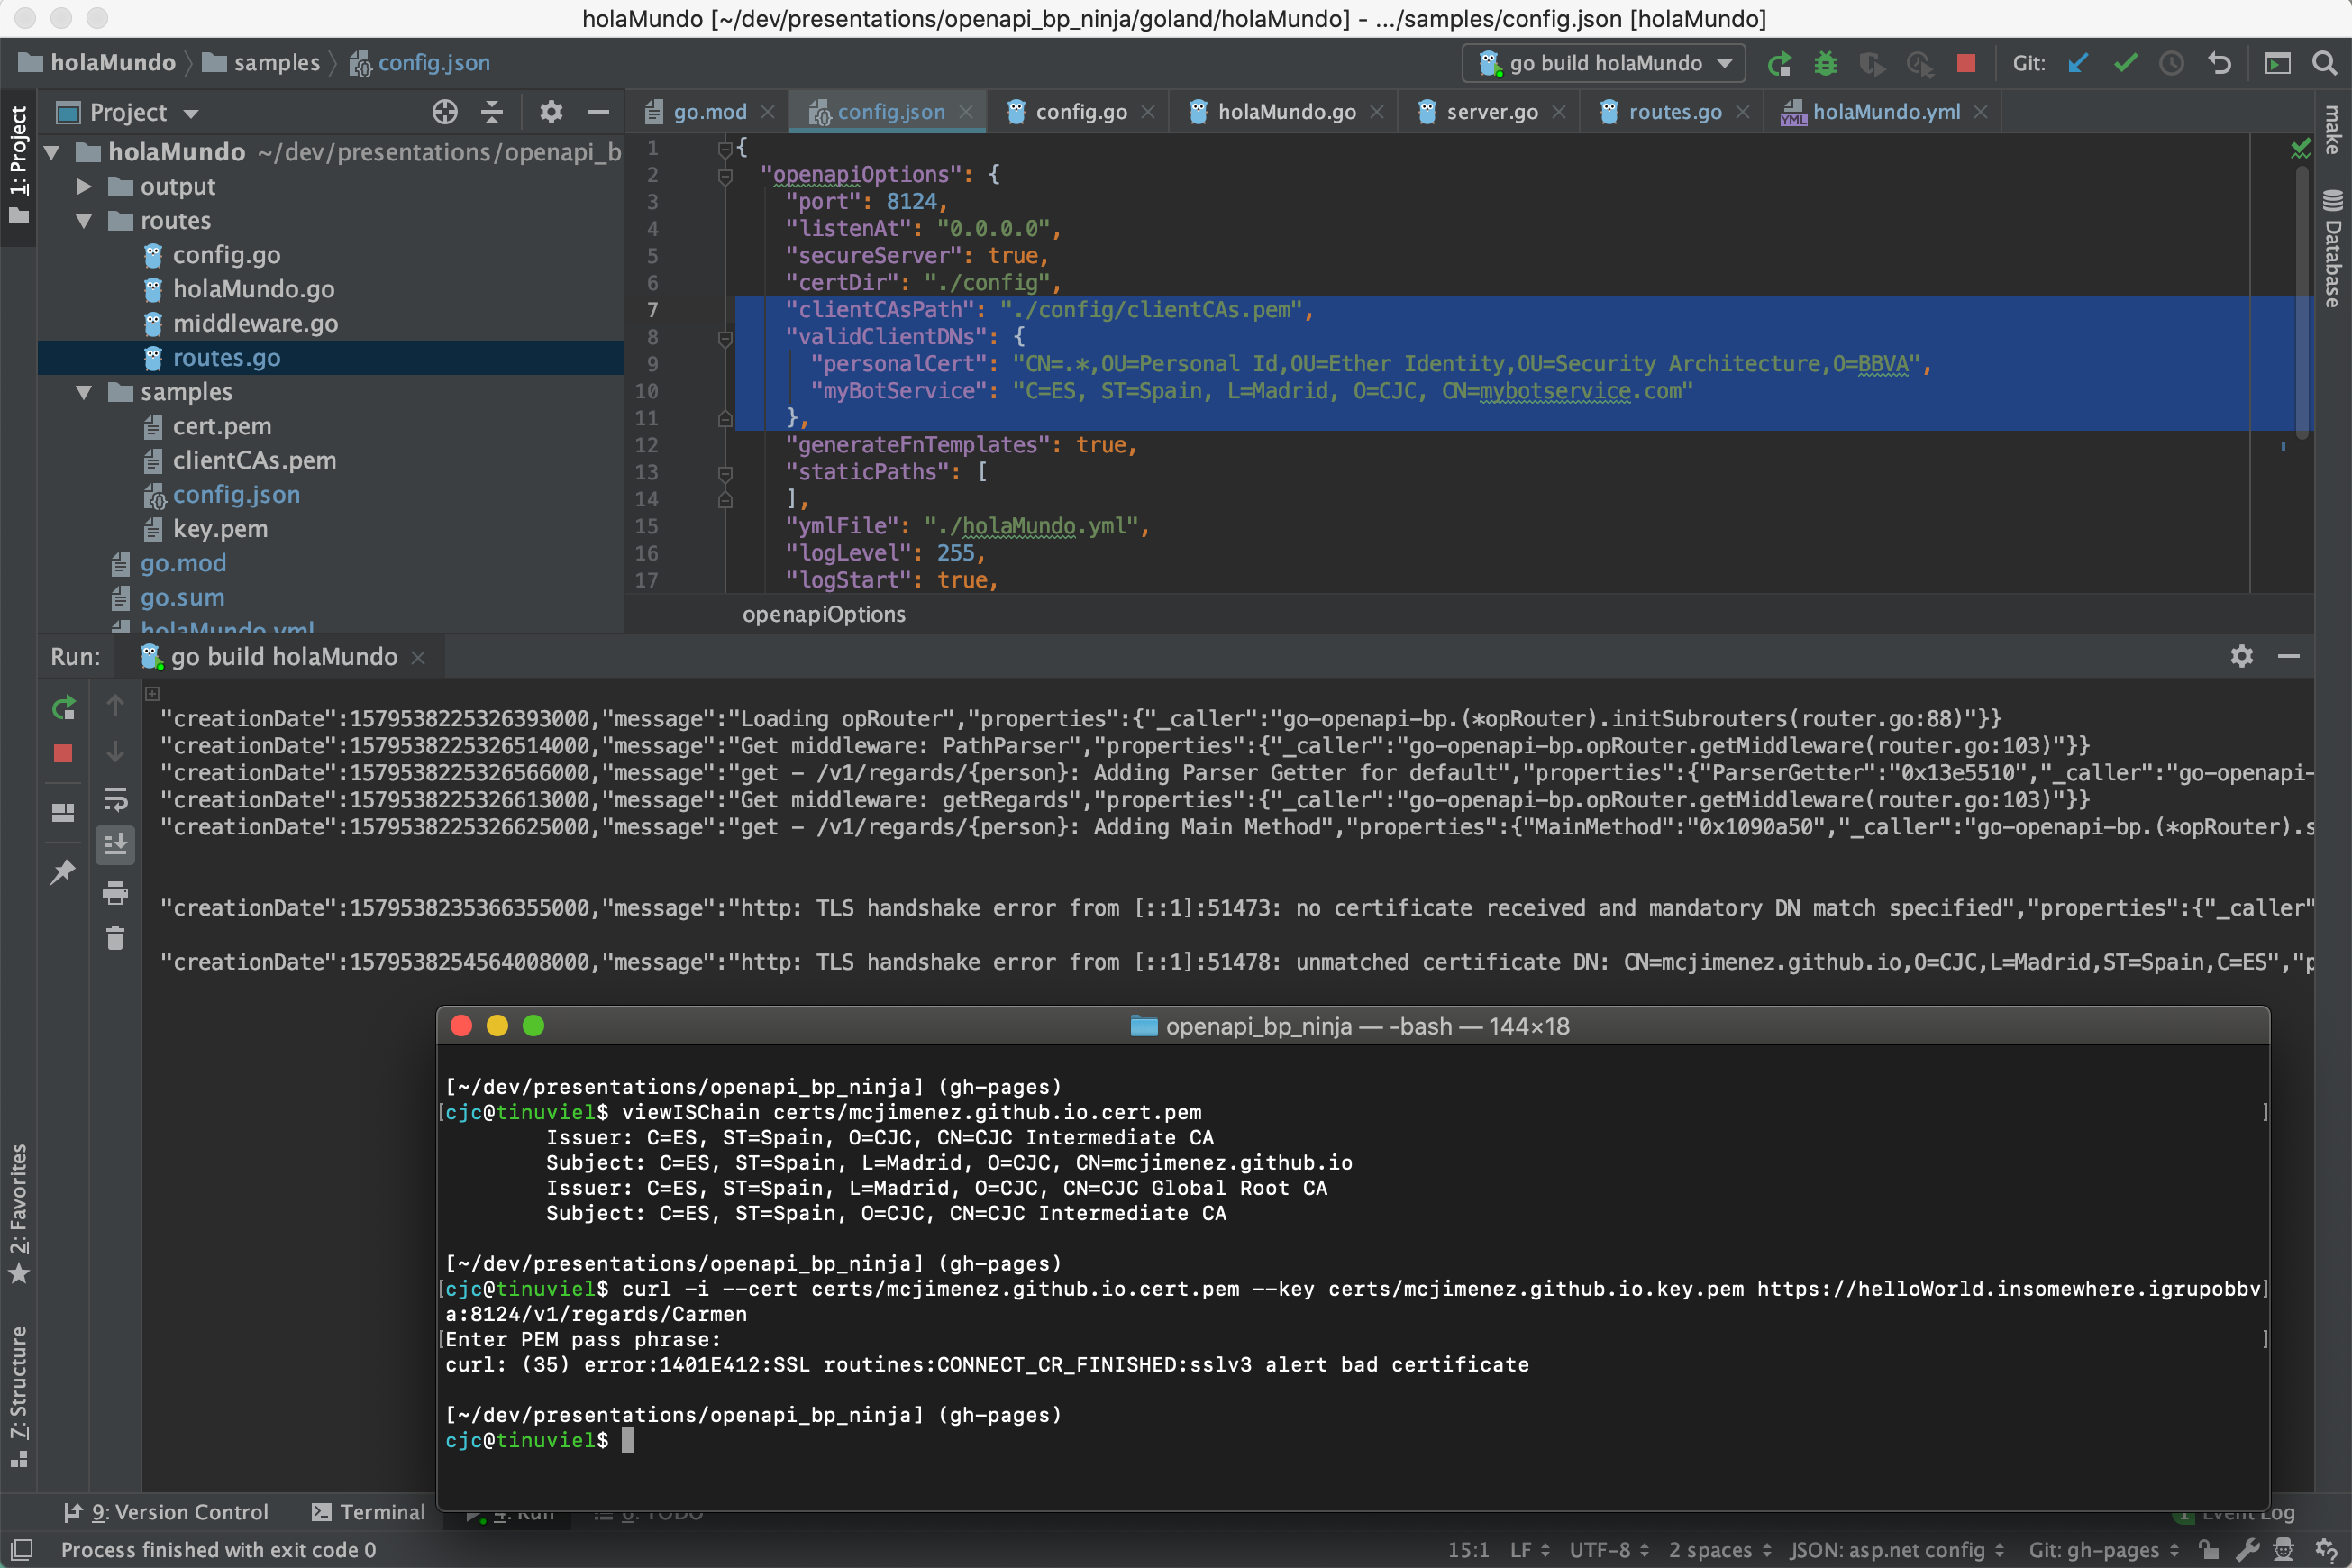 holaMundo [~/dev/presentations/openapi_bp_ninja/goland/holaMundo] - .../samples/config.json [holaMundo]
holaMundo samples config.json
go build holaMundo
Git:
1: Project
Project
holaMundo ~/dev/presentations/openapi_b
output
routes
config.go
holaMundo.go
middleware.go
routes.go
samples
cert.pem
clientCAs.pem
config.json
key.pem
go.mod
go.sum
holaMundo.yml
go.mod config.json config.go holaMundo.go server.go routes.go holaMundo.yml
1 {
2 "openapiOptions": {
3 "port": 8124,
4 "listenAt": "0.0.0.0",
5 "secureServer": true,
6 "certDir": "./config",
7 "clientCAsPath": "./config/clientCAs.pem",
8 "validClientDNs": {
9 "personalCert": "CN=.*,OU=Personal Id,OU=Ether Identity,OU=Security Architecture,O=BBVA",
10 "myBotService": "C=ES, ST=Spain, L=Madrid, O=CJC, CN=mybotservice.com"
11 },
12 "generateFnTemplates": true,
13 "staticPaths": [
14 ],
15 "ymlFile": "./holaMundo.yml",
16 "logLevel": 255,
17 "logStart": true,
openapiOptions
make
Database
Run: go build holaMundo
"creationDate":1579538225326393000,"message":"Loading opRouter","properties":{"_caller":"go-openapi-bp.(*opRouter).initSubrouters(router.go:88)"}}
"creationDate":1579538225326514000,"message":"Get middleware: PathParser","properties":{"_caller":"go-openapi-bp.opRouter.getMiddleware(router.go:103)"}}
"creationDate":1579538225326566000,"message":"get - /v1/regards/{person}: Adding Parser Getter for default","properties":{"ParserGetter":"0x13e5510","_caller":"go-openapi-
"creationDate":1579538225326613000,"message":"Get middleware: getRegards","properties":{"_caller":"go-openapi-bp.opRouter.getMiddleware(router.go:103)"}}
"creationDate":1579538225326625000,"message":"get - /v1/regards/{person}: Adding Main Method","properties":{"MainMethod":"0x1090a50","_caller":"go-openapi-bp.(*opRouter).s
"creationDate":1579538235366355000,"message":"http: TLS handshake error from [::1]:51473: no certificate received and mandatory DN match specified","properties":{"_caller"
"creationDate":1579538254564008000,"message":"http: TLS handshake error from [::1]:51478: unmatched certificate DN: CN=mcjimenez.github.io,O=CJC,L=Madrid,ST=Spain,C=ES","p
2: Favorites
7: Structure
openapi_bp_ninja — -bash — 144×18
[~/dev/presentations/openapi_bp_ninja] (gh-pages)
[cjc@tinuviel$ viewISChain certs/mcjimenez.github.io.cert.pem ]
Issuer: C=ES, ST=Spain, O=CJC, CN=CJC Intermediate CA
Subject: C=ES, ST=Spain, L=Madrid, O=CJC, CN=mcjimenez.github.io
Issuer: C=ES, ST=Spain, L=Madrid, O=CJC, CN=CJC Global Root CA
Subject: C=ES, ST=Spain, O=CJC, CN=CJC Intermediate CA
[~/dev/presentations/openapi_bp_ninja] (gh-pages)
[cjc@tinuviel$ curl -i --cert certs/mcjimenez.github.io.cert.pem --key certs/mcjimenez.github.io.key.pem https://helloWorld.insomewhere.igrupobbv]
a:8124/v1/regards/Carmen
[Enter PEM pass phrase: ]
curl: (35) error:1401E412:SSL routines:CONNECT_CR_FINISHED:sslv3 alert bad certificate
[~/dev/presentations/openapi_bp_ninja] (gh-pages)
cjc@tinuviel$
9: Version Control Terminal 4: Run 6: TODO 1 Event Log
Process finished with exit code 0 15:1 LF UTF-8 2 spaces JSON: asp.net config Git: gh-pages